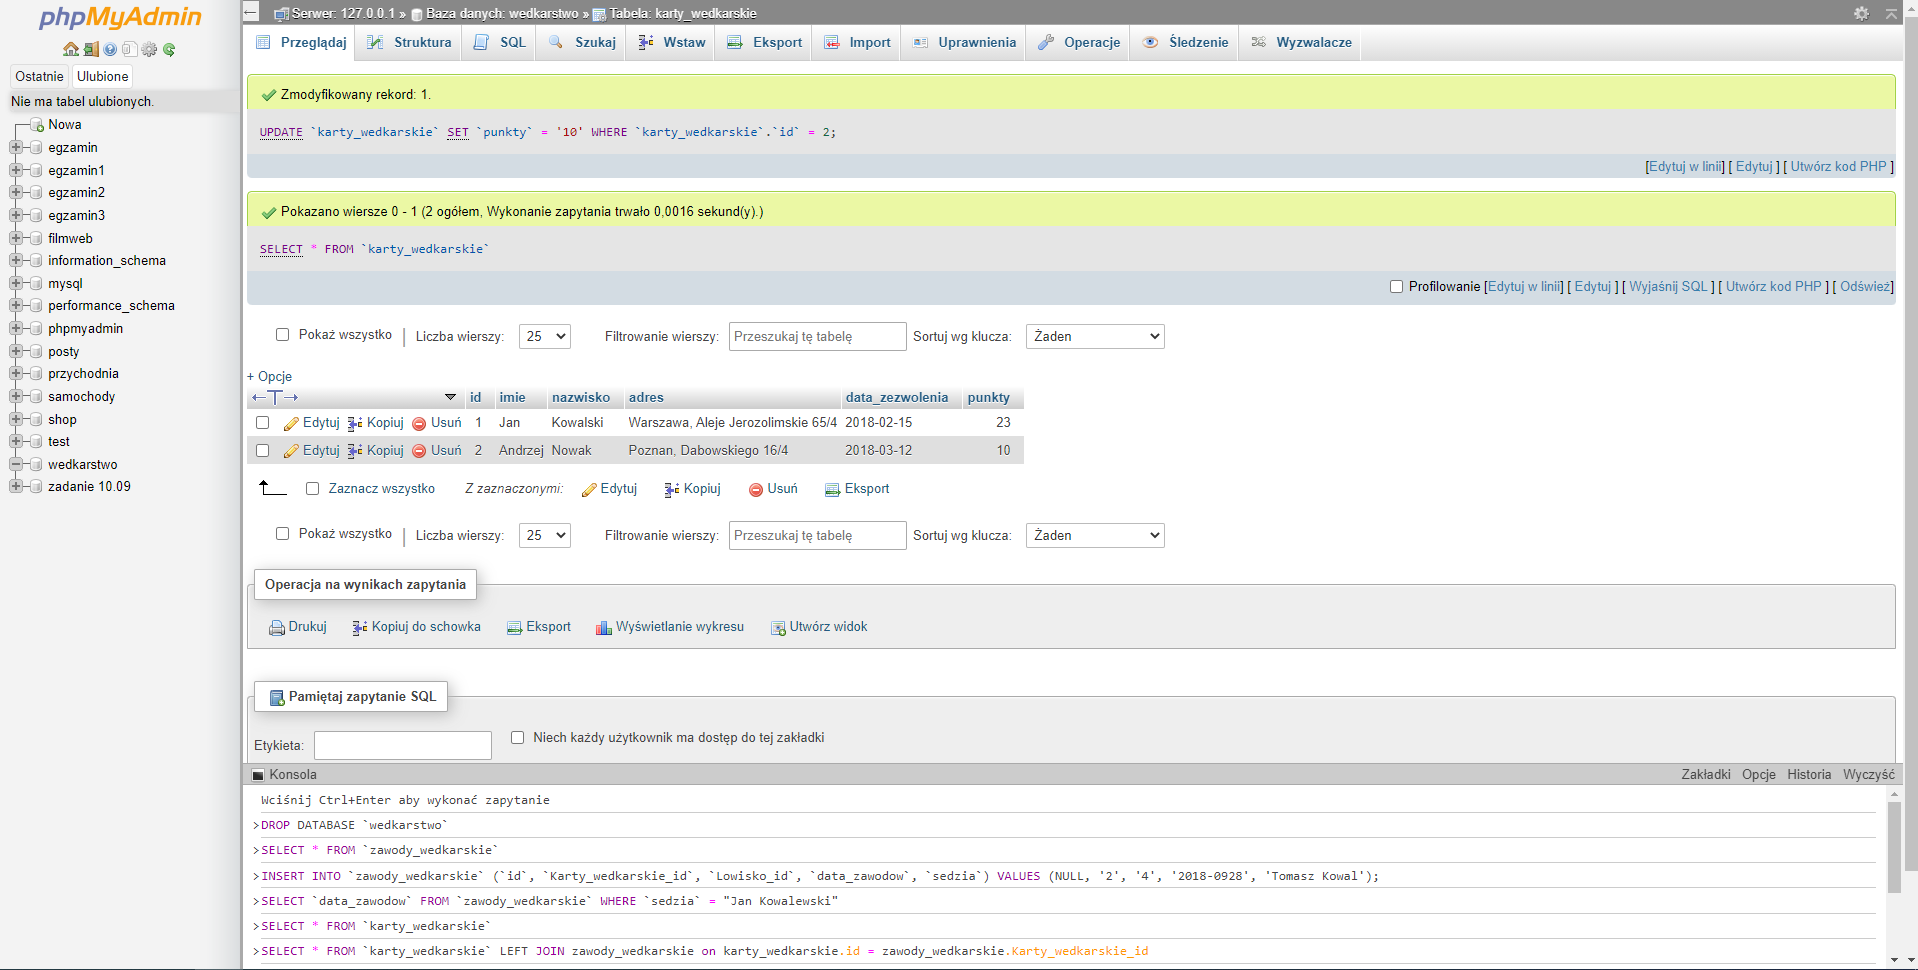 phpMyAdmin
Ostatnie Ulubione
Nie ma tabel ulubionych.
Nowa
egzamin
egzamin1
egzamin2
egzamin3
filmweb
information_schema
mysql
performance_schema
phpmyadmin
posty
przychodnia
samochody
shop
test
wedkarstwo
zadanie 10.09
Serwer: 127.0.0.1 » Baza danych: wedkarstwo » Tabela: karty_wedkarskie
Przeglądaj Struktura SQL Szukaj Wstaw Eksport Import Uprawnienia Operacje Śledzenie Wyzwalacze
Zmodyfikowany rekord: 1.
UPDATE `karty_wedkarskie` SET `punkty` = '10' WHERE `karty_wedkarskie`.`id` = 2;
[Edytuj w linii] [ Edytuj ] [ Utwórz kod PHP ]
Pokazano wiersze 0 - 1 (2 ogółem, Wykonanie zapytania trwało 0,0016 sekund(y).)
SELECT * FROM `karty_wedkarskie`
Profilowanie [Edytuj w linii] [ Edytuj ] [ Wyjaśnij SQL ] [ Utwórz kod PHP ] [ Odśwież]
Pokaż wszystko | Liczba wierszy: 25 Filtrowanie wierszy: Przeszukaj tę tabelę Sortuj wg klucza: Żaden
+ Opcje
←T→ id imie nazwisko adres data_zezwolenia punkty
Edytuj Kopiuj Usuń 1 Jan Kowalski Warszawa, Aleje Jerozolimskie 65/4 2018-02-15 23
Edytuj Kopiuj Usuń 2 Andrzej Nowak Poznan, Dabowskiego 16/4 2018-03-12 10
Zaznacz wszystko Z zaznaczonymi: Edytuj Kopiuj Usuń Eksport
Pokaż wszystko | Liczba wierszy: 25 Filtrowanie wierszy: Przeszukaj tę tabelę Sortuj wg klucza: Żaden
Operacja na wynikach zapytania
Drukuj Kopiuj do schowka Eksport Wyświetlanie wykresu Utwórz widok
Pamiętaj zapytanie SQL
Etykieta: Niech każdy użytkownik ma dostęp do tej zakładki
Konsola Zakładki Opcje Historia Wyczyść
Wciśnij Ctrl+Enter aby wykonać zapytanie
>DROP DATABASE `wedkarstwo`
>SELECT * FROM `zawody_wedkarskie`
>INSERT INTO `zawody_wedkarskie` (`id`, `Karty_wedkarskie_id`, `Lowisko_id`, `data_zawodow`, `sedzia`) VALUES (NULL, '2', '4', '2018-0928', 'Tomasz Kowal');
>SELECT `data_zawodow` FROM `zawody_wedkarskie` WHERE `sedzia` = "Jan Kowalewski"
>SELECT * FROM `karty_wedkarskie`
>SELECT * FROM `karty_wedkarskie` LEFT JOIN zawody_wedkarskie on karty_wedkarskie.id = zawody_wedkarskie.Karty_wedkarskie_id